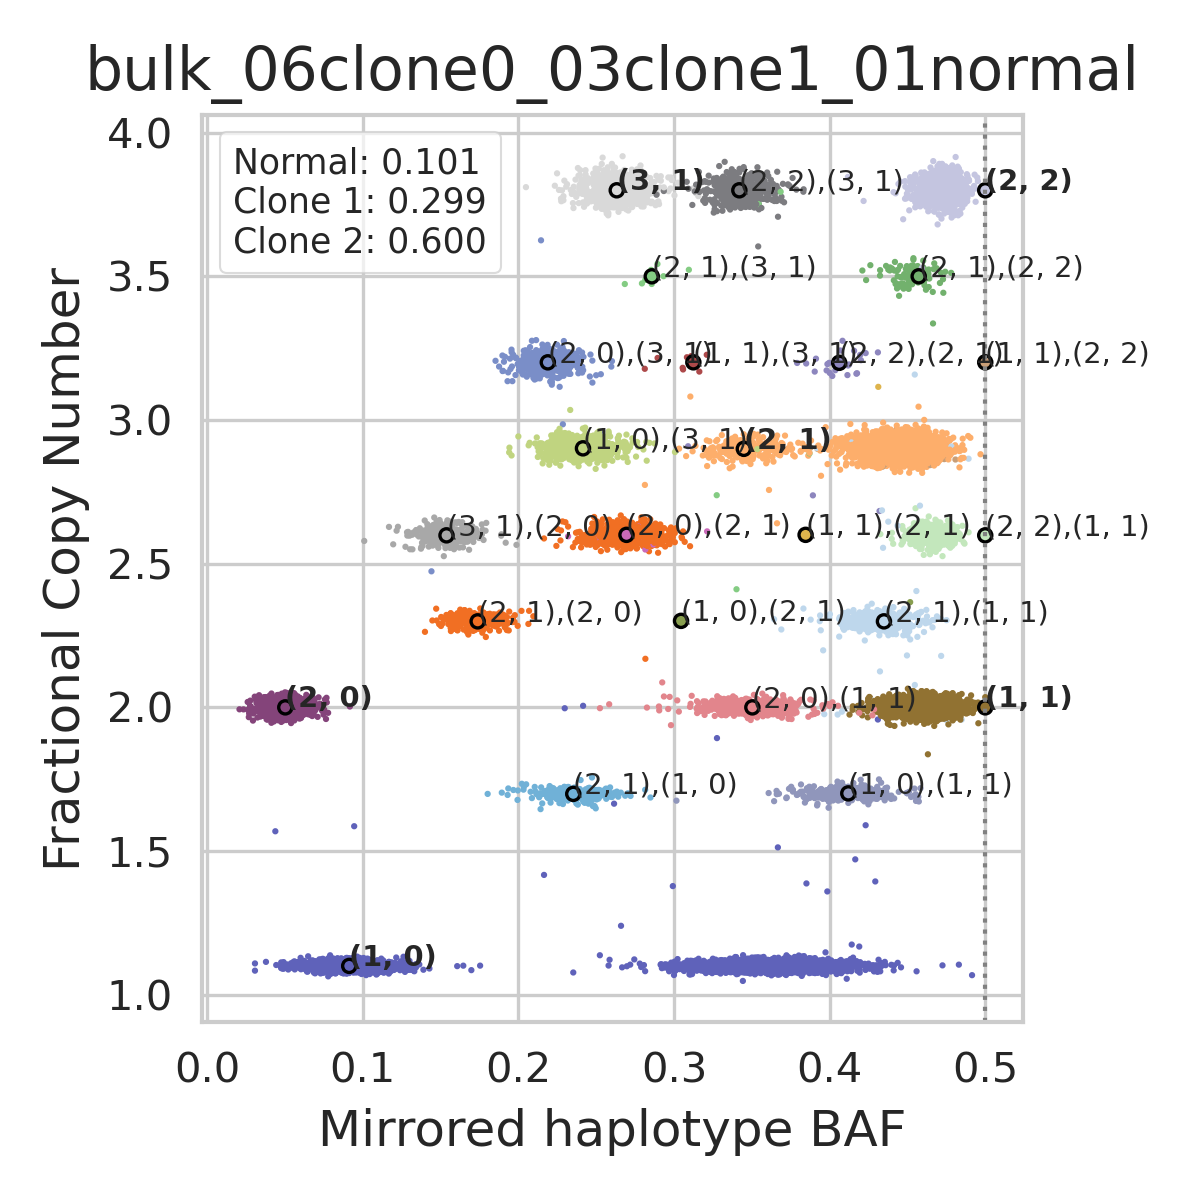 bulk_06clone0_03clone1_01normal
Normal: 0.101
Clone 1: 0.299
Clone 2: 0.600
Fractional Copy Number
4.0
3.5
3.0
2.5
2.0
1.5
1.0
(3, 1) (2, 2),(3, 1) (2, 2)
(2, 1),(3, 1) (2, 1),(2, 2)
(2, 0),(3, 1) (1, 1),(3, 1) (2, 2),(2, 1) (1, 1),(2, 2)
(1, 0),(3, 1) (2, 1)
(3, 1),(2, 0) (2, 0),(2, 1) (1, 1),(2, 1) (2, 2),(1, 1)
(2, 1),(2, 0) (1, 0),(2, 1) (2, 1),(1, 1)
(2, 0) (2, 0),(1, 1) (1, 1)
(2, 1),(1, 0) (1, 0),(1, 1)
(1, 0)
0.0 0.1 0.2 0.3 0.4 0.5
Mirrored haplotype BAF